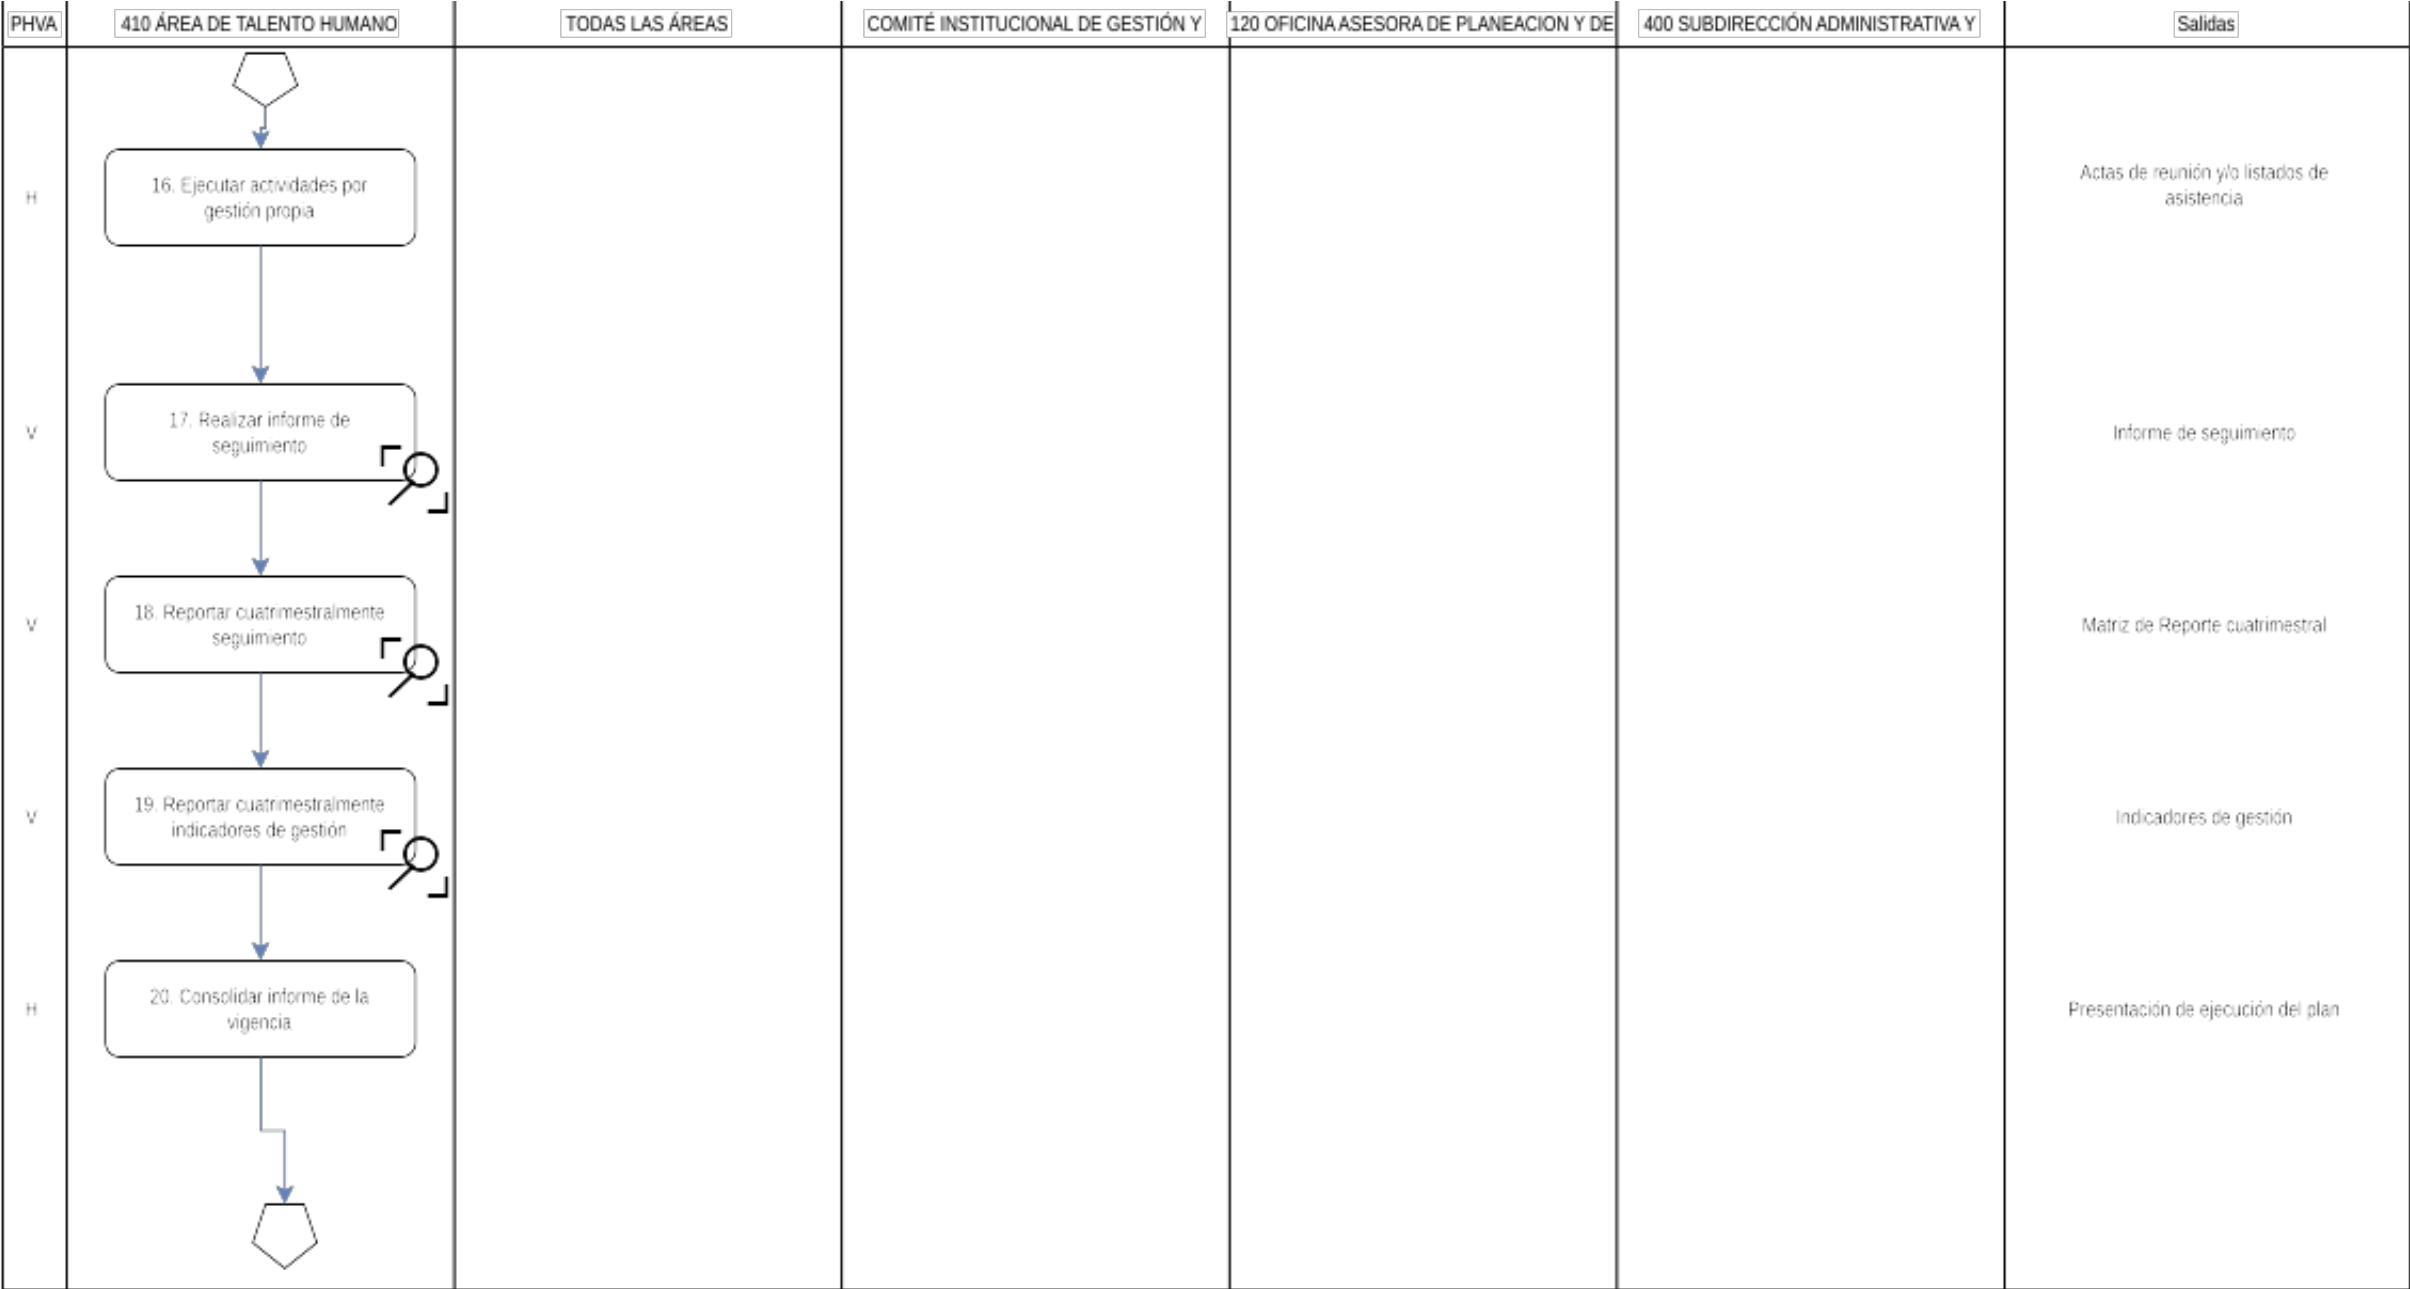 PHVA
410 ÁREA DE TALENTO HUMANO
TODAS LAS ÁREAS
COMITÉ INSTITUCIONAL DE GESTIÓN Y
120 OFICINA ASESORA DE PLANEACION Y DE
400 SUBDIRECCIÓN ADMINISTRATIVA Y
Salidas
H
16. Ejecutar actividades por
gestión propia
Actas de reunión y/o listados de
asistencia
V
17. Realizar informe de
seguimiento
Informe de seguimiento
V
18. Reportar cuatrimestralmente
seguimiento
Matriz de Reporte cuatrimestral
V
19. Reportar cuatrimestralmente
indicadores de gestión
Indicadores de gestión
H
20. Consolidar informe de la
vigencia
Presentación de ejecución del plan